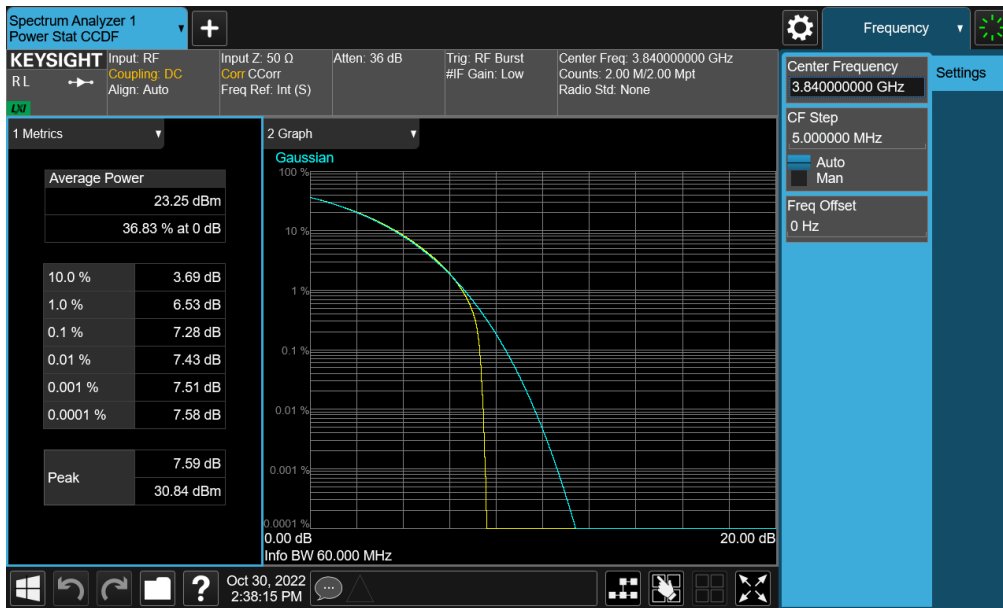 Spectrum Analyzer 1
Power Stat CCDF
Frequency
KEYSIGHT
R L
LXI
Input: RF
Coupling: DC
Align: Auto
Input Z: 50 Ω
Corr CCorr
Freq Ref: Int (S)
Atten: 36 dB
Trig: RF Burst
#IF Gain: Low
Center Freq: 3.840000000 GHz
Counts: 2.00 M/2.00 Mpt
Radio Std: None
Center Frequency
3.840000000 GHz
Settings
CF Step
5.000000 MHz
Auto
Man
Freq Offset
0 Hz
1 Metrics
Average Power
23.25 dBm
36.83 % at 0 dB
10.0 % 3.69 dB
1.0 % 6.53 dB
0.1 % 7.28 dB
0.01 % 7.43 dB
0.001 % 7.51 dB
0.0001 % 7.58 dB
Peak
7.59 dB
30.84 dBm
2 Graph
Gaussian
100 %
10 %
1 %
0.1 %
0.01 %
0.001 %
0.0001 %
0.00 dB 20.00 dB
Info BW 60.000 MHz
?
Oct 30, 2022
2:38:15 PM